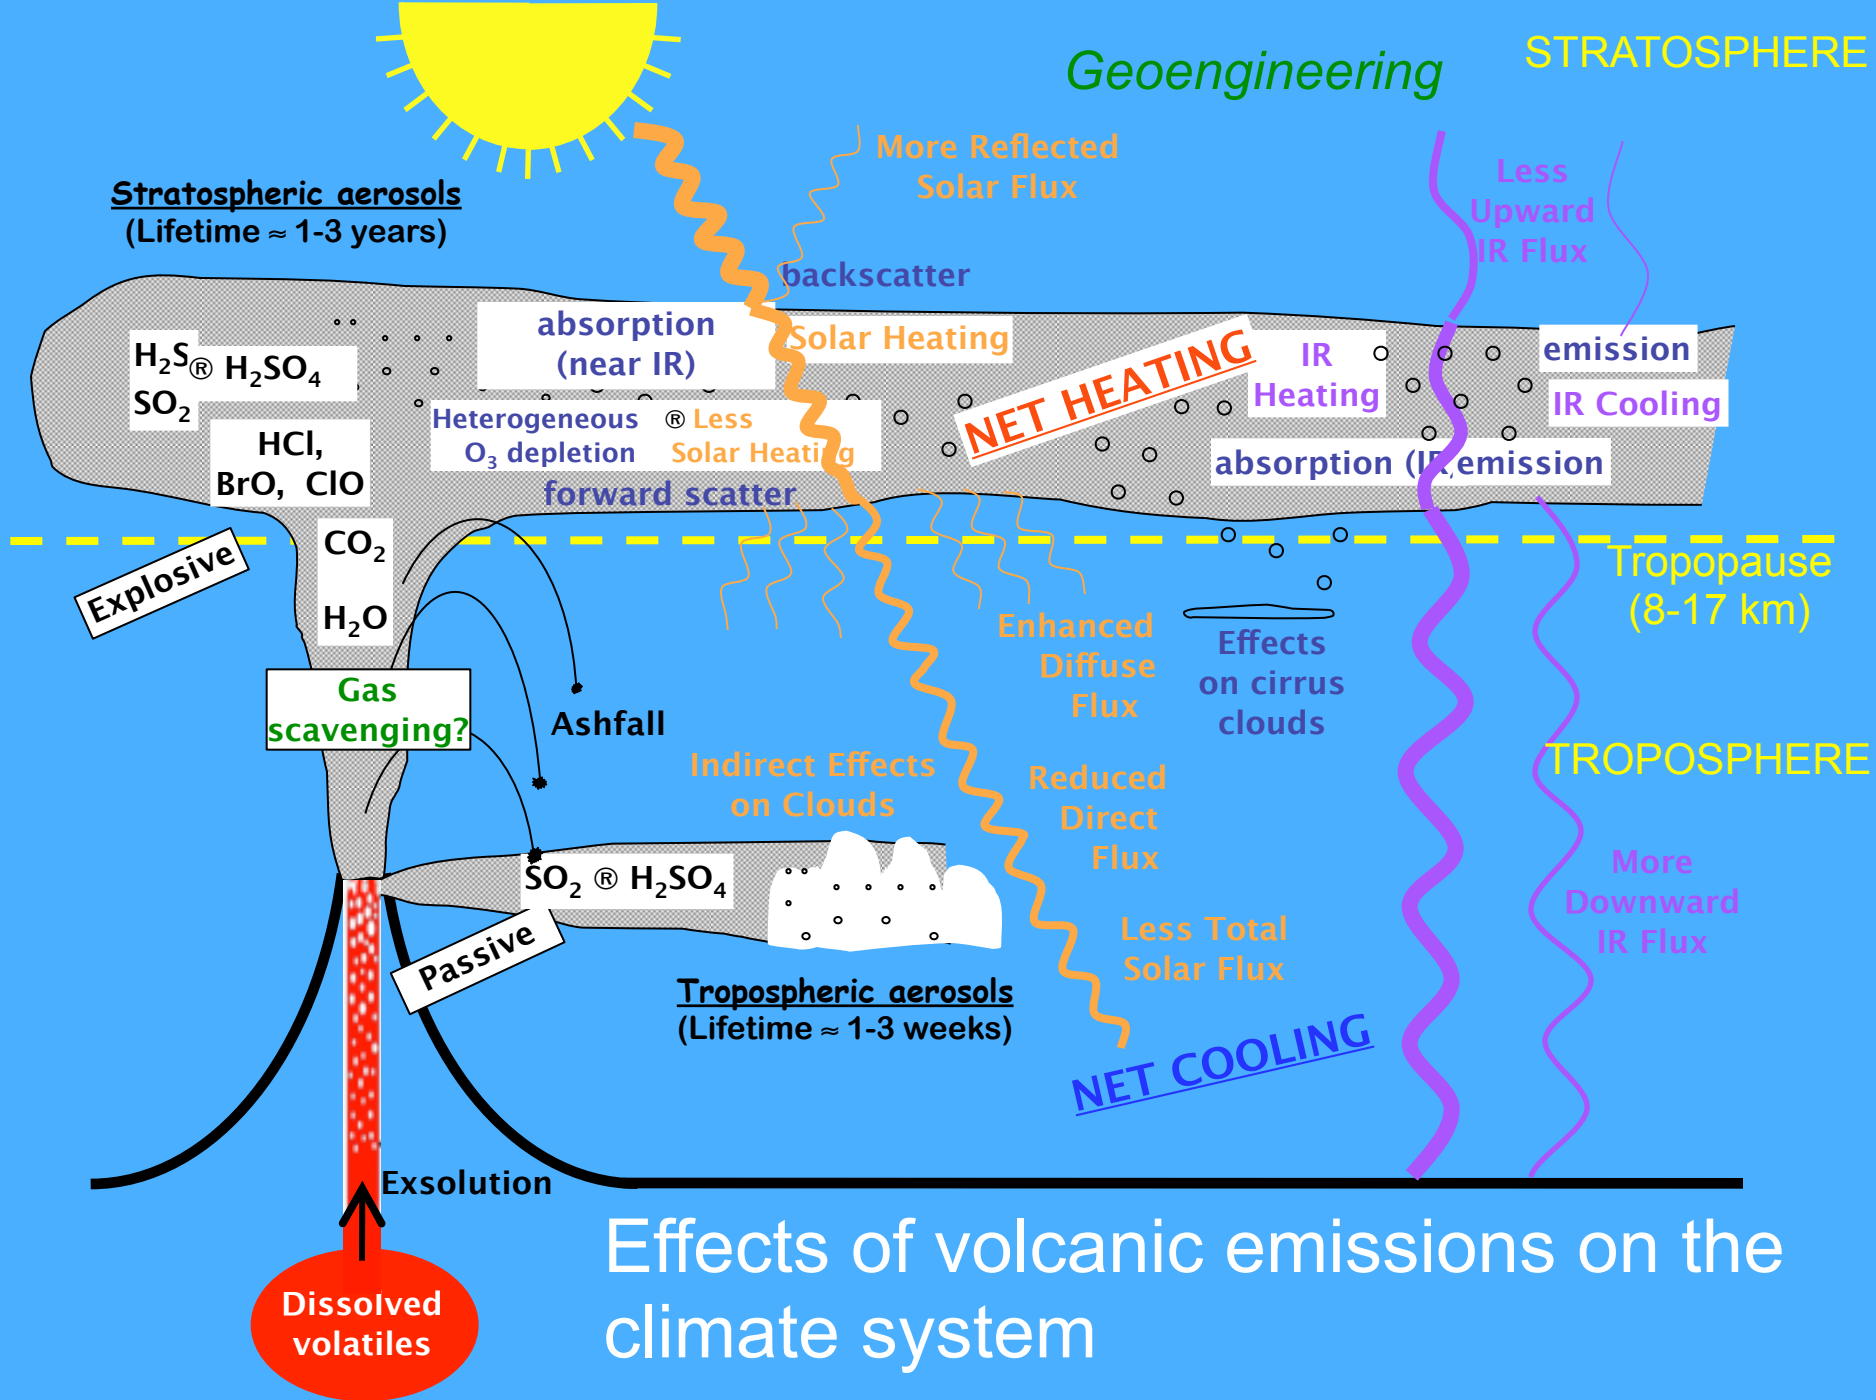 Geoengineering
STRATOSPHERE
More Reflected
Solar Flux
Less
Upward
IR Flux
Stratospheric aerosols
(Lifetime ≈ 1-3 years)
backscatter
absorption
(near IR)
Solar Heating
NET HEATING
IR
Heating
emission
IR Cooling
H₂S ® H₂SO₄
SO₂
HCl,
BrO, ClO
Heterogeneous ® Less
O₃ depletion Solar Heating
absorption (IR) emission
forward scatter
Explosive
CO₂
H₂O
Tropopause
(8-17 km)
Enhanced
Diffuse
Flux
Effects
on cirrus
clouds
Gas
scavenging?
Ashfall
TROPOSPHERE
Indirect Effects
on Clouds
Reduced
Direct
Flux
SO₂ ® H₂SO₄
More
Downward
IR Flux
Passive
Less Total
Solar Flux
Tropospheric aerosols
(Lifetime ≈ 1-3 weeks)
NET COOLING
Exsolution
Effects of volcanic emissions on the
climate system
Dissolved
volatiles